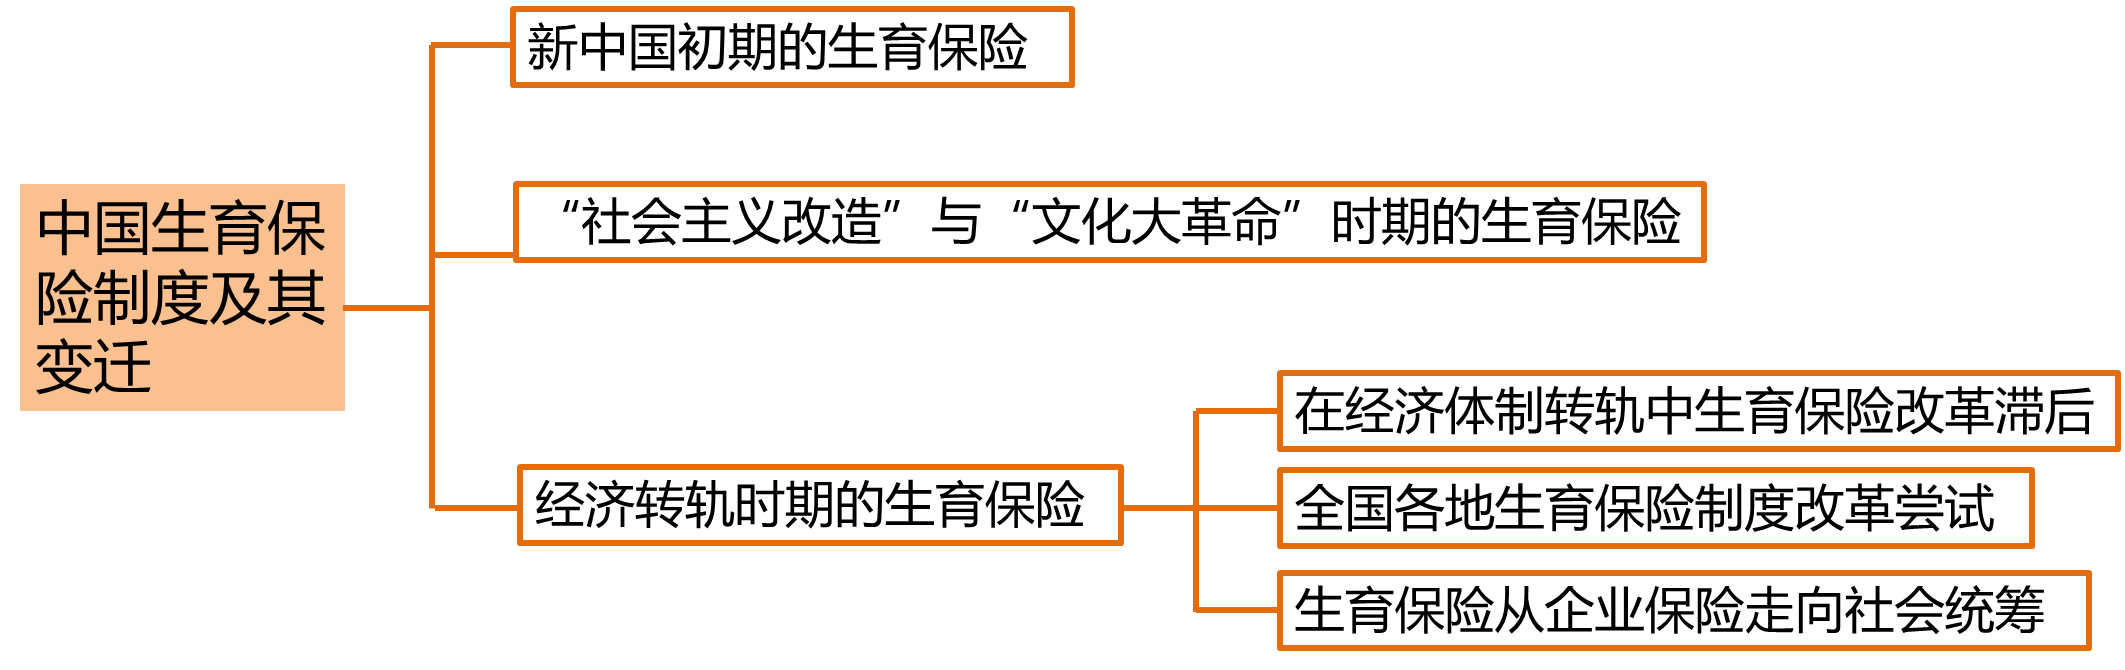 新中国初期的生育保险
“社会主义改造”与“文化大革命”时期的生育保险
中国生育保
险制度及其
变迁
经济转轨时期的生育保险
在经济体制转轨中生育保险改革滞后
全国各地生育保险制度改革尝试
生育保险从企业保险走向社会统筹